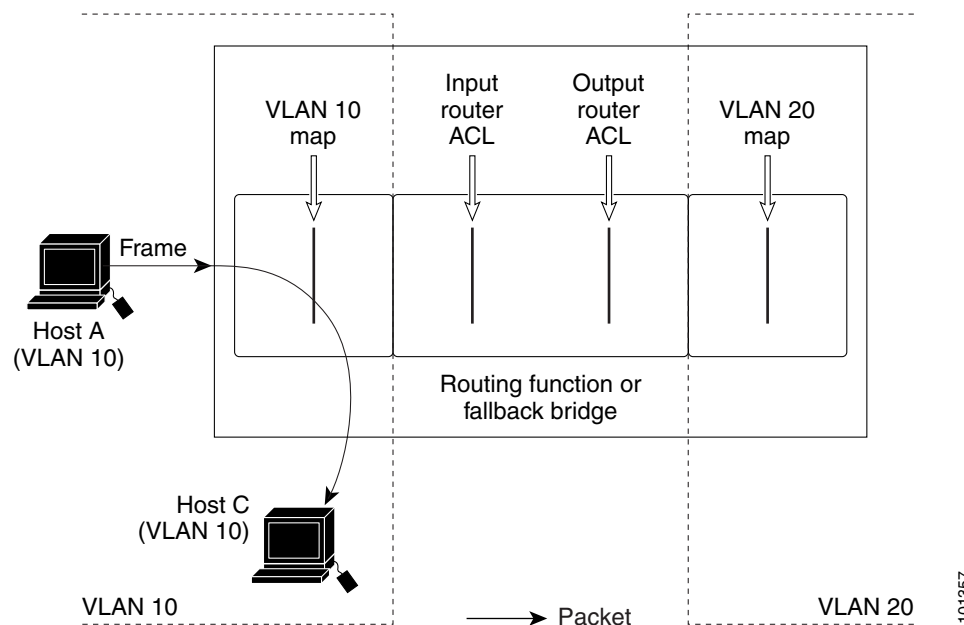 VLAN 10
map
Input
router
ACL
Output
router
ACL
VLAN 20
map
Frame
Host A
(VLAN 10)
Routing function or
fallback bridge
Host C
(VLAN 10)
VLAN 10
Packet
VLAN 20
101357